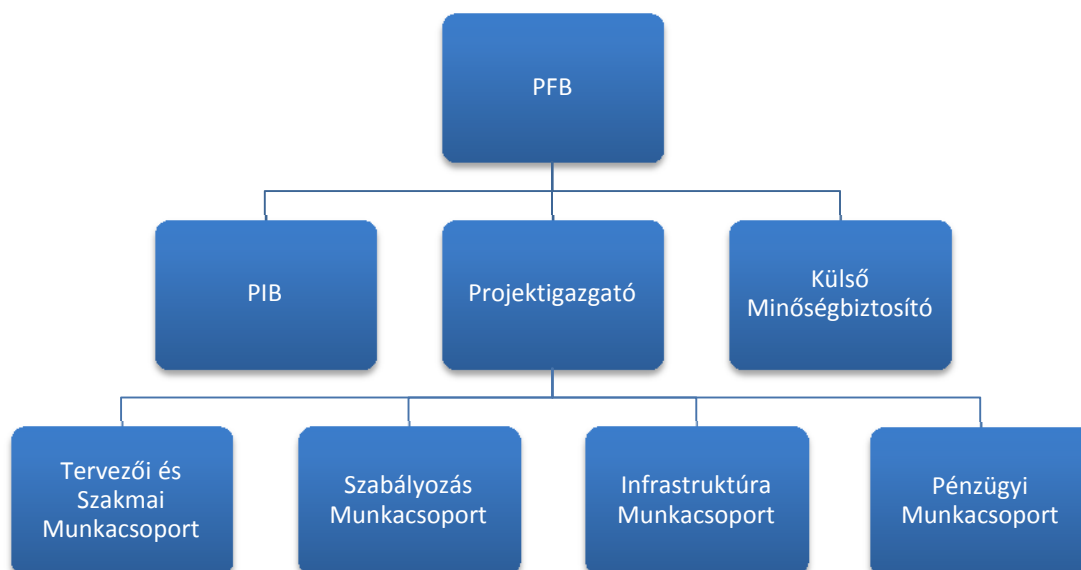 PFB
PIB
Projektigazgató
Külső
Minőségbiztosító
Tervezői és
Szakmai
Munkacsoport
Szabályozás
Munkacsoport
Infrastruktúra
Munkacsoport
Pénzügyi
Munkacsoport